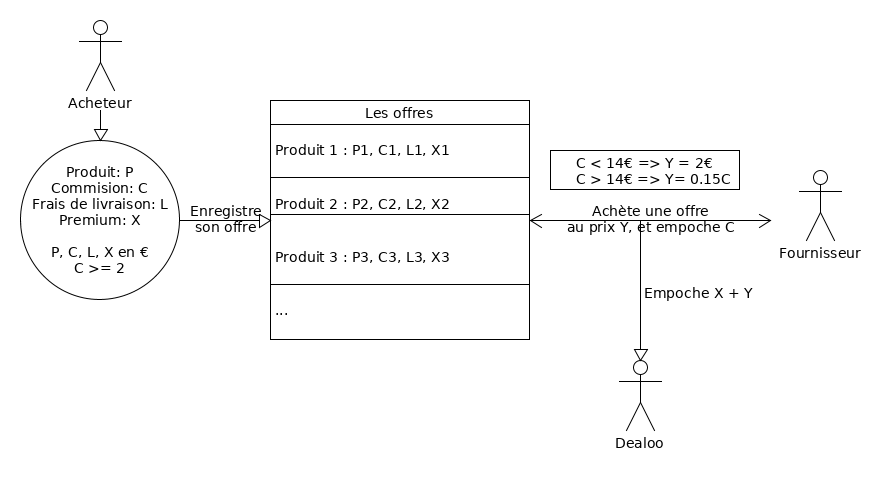 Acheteur
Produit: P
Commision: C
Frais de livraison: L
Premium: X
P, C, L, X en €
C >= 2
Enregistre
son offre
Les offres
Produit 1 : P1, C1, L1, X1
Produit 2 : P2, C2, L2, X2
Produit 3 : P3, C3, L3, X3
...
C < 14€ => Y = 2€
C > 14€ => Y= 0.15C
Achète une offre
au prix Y, et empoche C
Fournisseur
Empoche X + Y
Dealoo